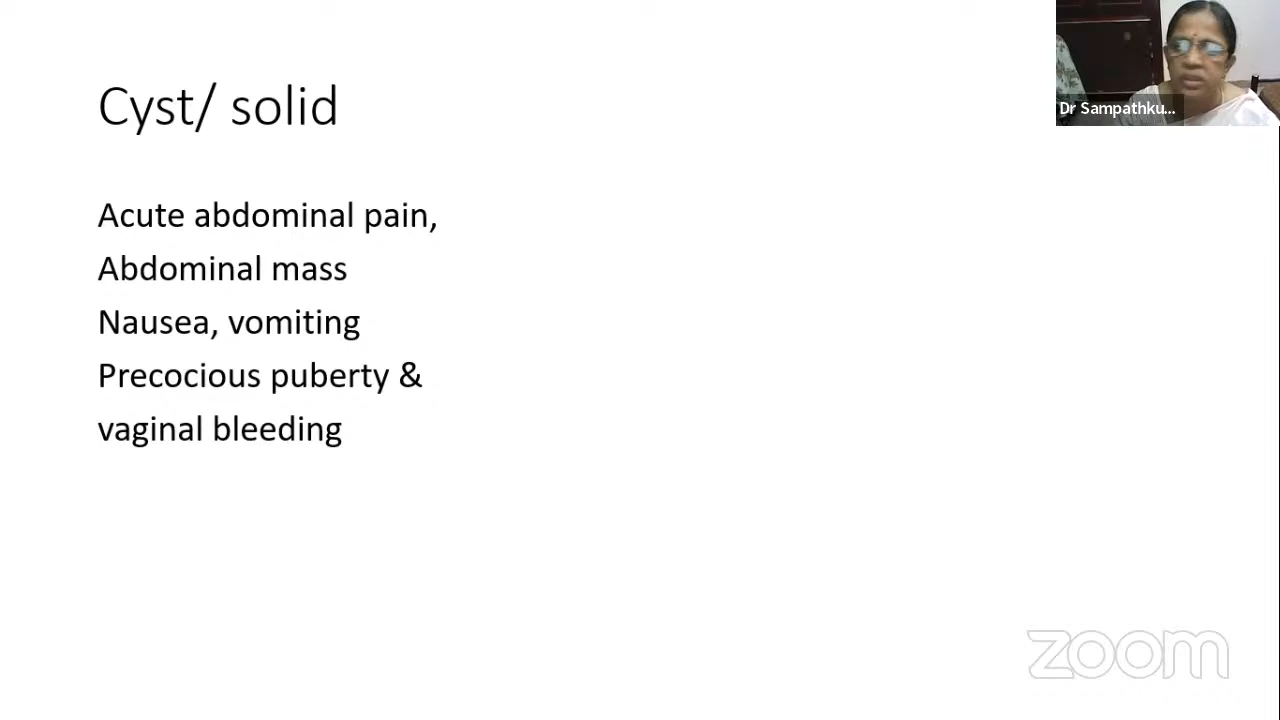 Cyst/ solid
Dr Sampathku...
Acute abdominal pain,
Abdominal mass
Nausea, vomiting
Precocious puberty &
vaginal bleeding
zoom